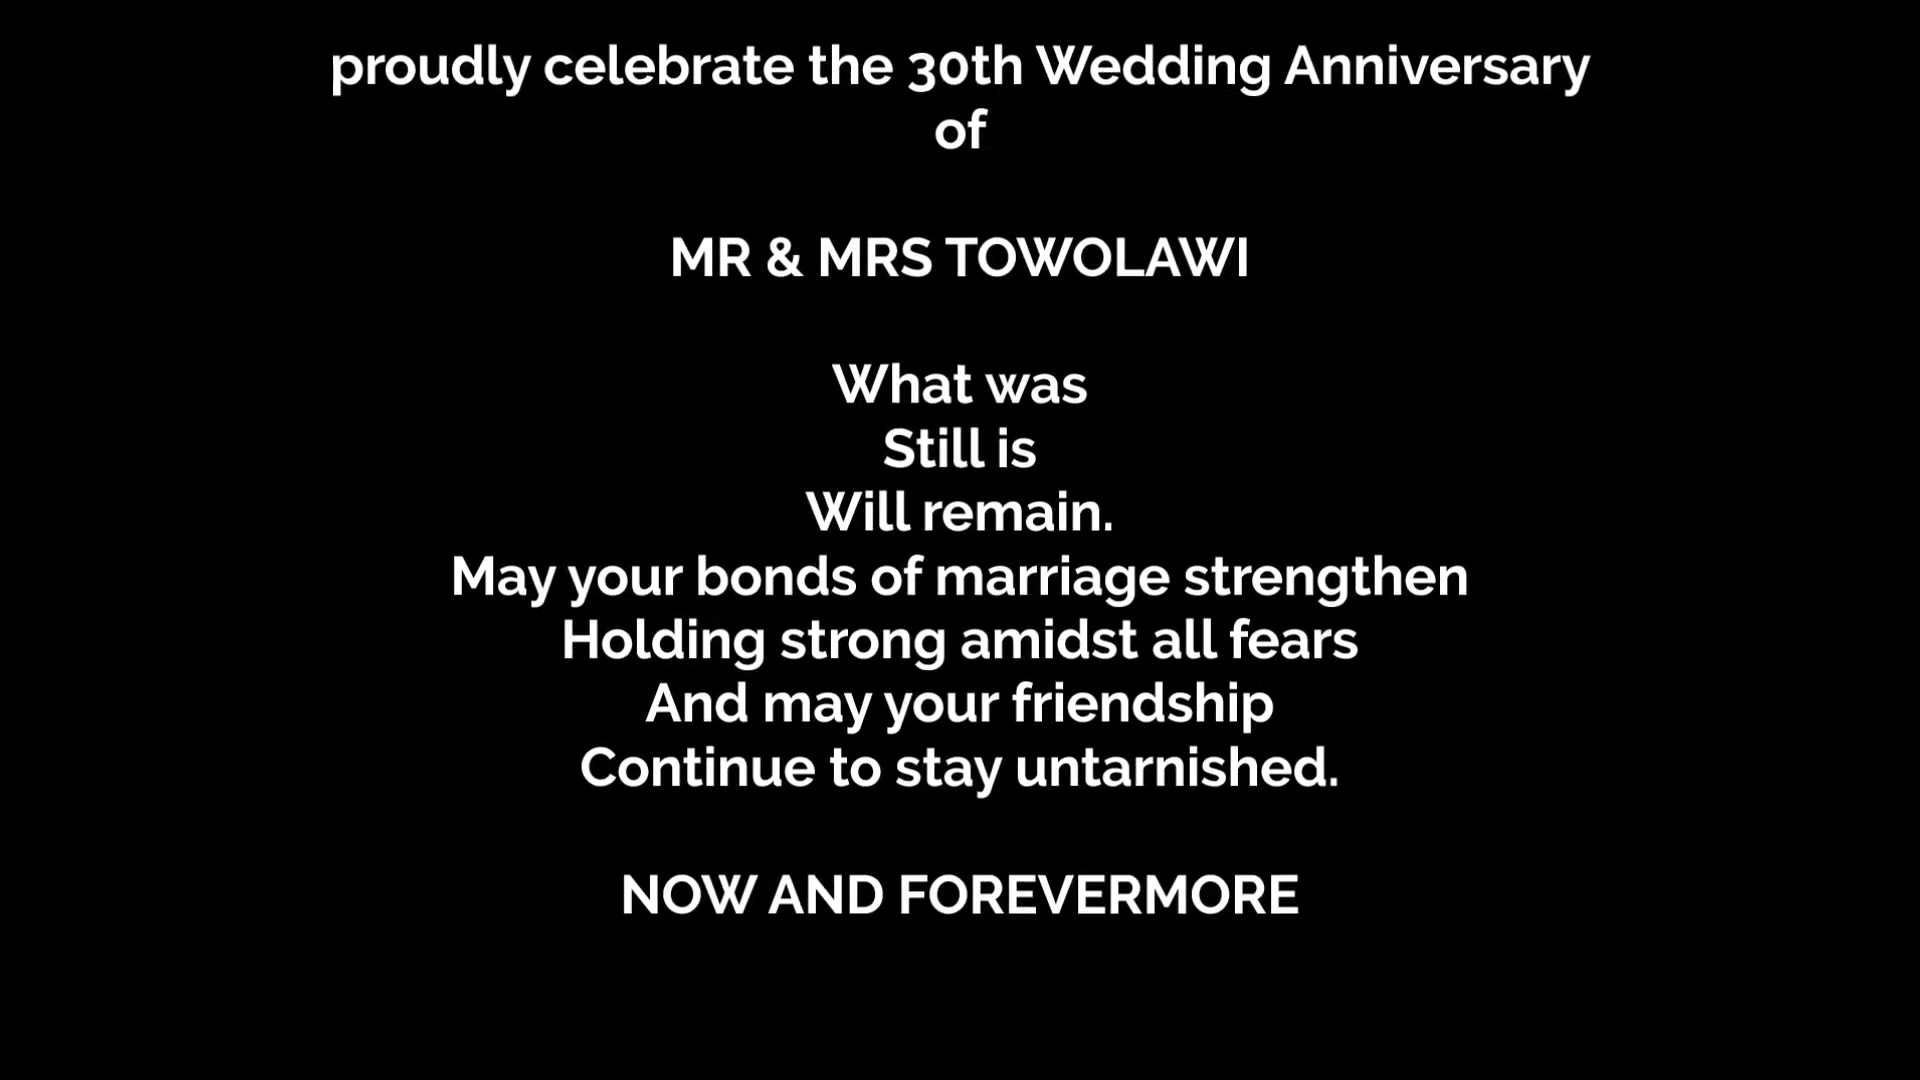 proudly celebrate the 30th Wedding Anniversary
of
MR & MRS TOWOLAWI
What was
Still is
Will remain.
May your bonds of marriage strengthen
Holding strong amidst all fears
And may your friendship
Continue to stay untarnished.
NOW AND FOREVERMORE